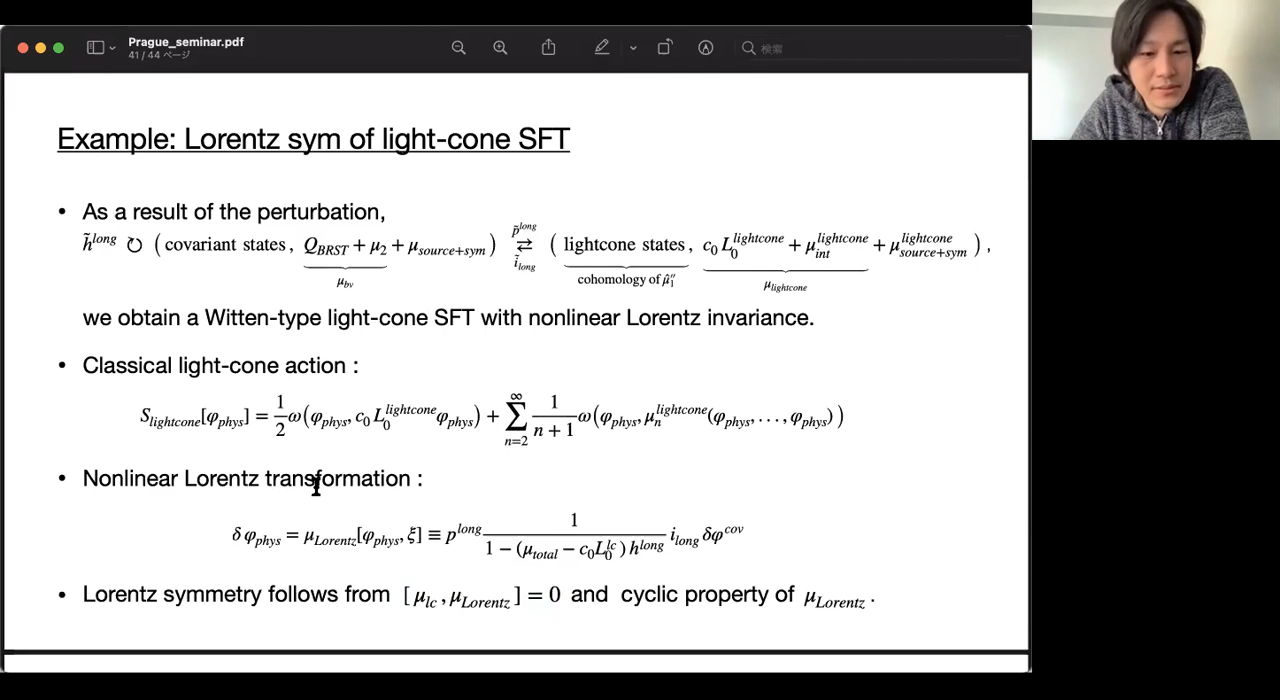 Prague_seminar.pdf
41 / 44 ページ
検索
Example: Lorentz sym of light-cone SFT
• As a result of the perturbation,
h̃^long ↻ ( covariant states , Q_BRST + μ_2 + μ_source+sym ) p̃^long ⇄ ĩ_long ( lightcone states , c_0 L_0^lightcone + μ_int^lightcone + μ_source+sym^lightcone ) ,
μ_bv cohomology of μ̂_1'' μ_lightcone
we obtain a Witten-type light-cone SFT with nonlinear Lorentz invariance.
• Classical light-cone action :
S_lightcone[φ_phys] = 1/2 ω(φ_phys, c_0 L_0^lightcone φ_phys) + ∑_{n=2}^∞ 1/(n+1) ω(φ_phys, μ_n^lightcone(φ_phys, . . . , φ_phys) )
• Nonlinear Lorentz transformation :
δ φ_phys = μ_Lorentz[φ_phys, ξ] ≡ p^long 1/(1 − (μ_total − c_0 L_0^lc) h^long) i_long δφ^cov
• Lorentz symmetry follows from [ μ_lc , μ_Lorentz ] = 0 and cyclic property of μ_Lorentz .